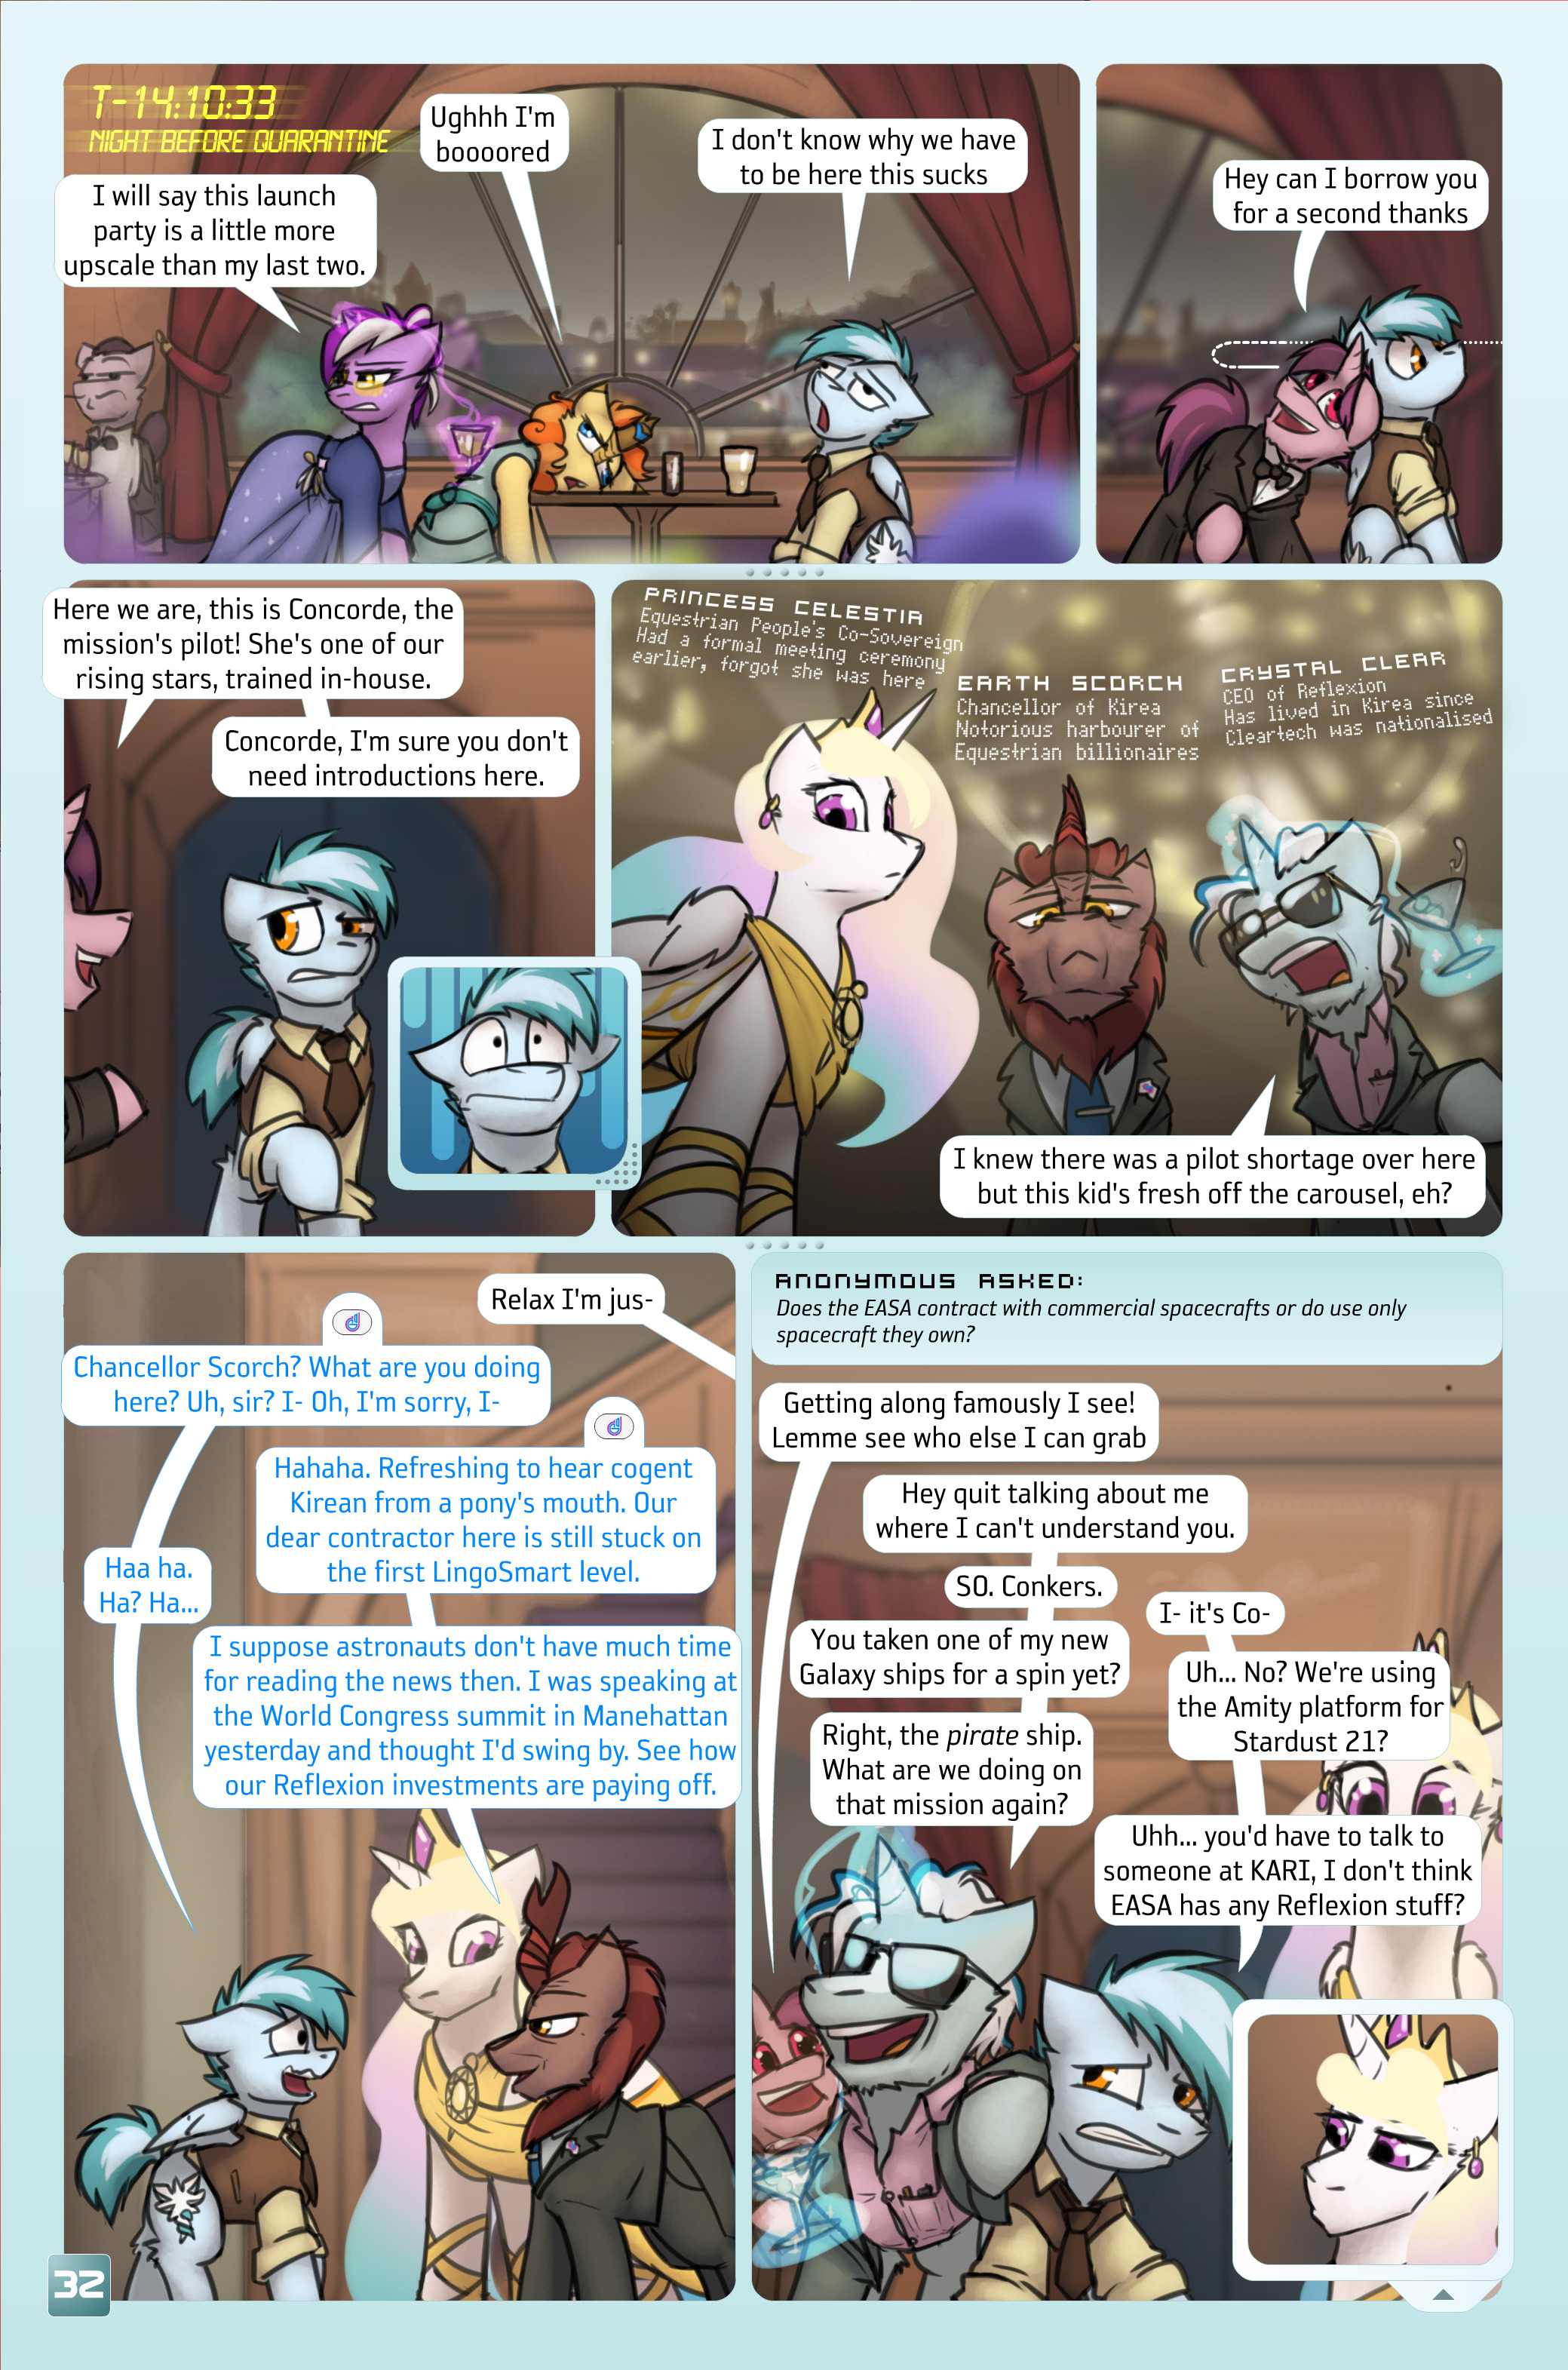 T-14:10:33
NIGHT BEFORE QUARANTINE
I will say this launch
party is a little more
upscale than my last two.
Ughhh I'm
boooored
I don't know why we have
to be here this sucks
Hey can I borrow you
for a second thanks
Here we are, this is Concorde, the
mission's pilot! She's one of our
rising stars, trained in-house.
Concorde, I'm sure you don't
need introductions here.
PRINCESS CELESTIA
Equestrian People's Co-Sovereign
Had a formal meeting ceremony
earlier, forgot she was here
EARTH SCORCH
Chancellor of Kirea
Notorious harbourer of
Equestrian billionaires
CRYSTAL CLEAR
CEO of Reflexion
Has lived in Kirea since
Cleartech was nationalised
I knew there was a pilot shortage over here
but this kid's fresh off the carousel, eh?
Relax I'm jus-
Chancellor Scorch? What are you doing
here? Uh, sir? I- Oh, I'm sorry, I-
Hahaha. Refreshing to hear cogent
Kirean from a pony's mouth. Our
dear contractor here is still stuck on
the first LingoSmart level.
Haa ha.
Ha? Ha...
I suppose astronauts don't have much time
for reading the news then. I was speaking at
the World Congress summit in Manehattan
yesterday and thought I'd swing by. See how
our Reflexion investments are paying off.
ANONYMOUS ASKED:
Does the EASA contract with commercial spacecrafts or do use only
spacecraft they own?
Getting along famously I see!
Lemme see who else I can grab
Hey quit talking about me
where I can't understand you.
SO. Conkers.
You taken one of my new
Galaxy ships for a spin yet?
I- it's Co-
Uh... No? We're using
the Amity platform for
Stardust 21?
Right, the pirate ship.
What are we doing on
that mission again?
Uhh... you'd have to talk to
someone at KARI, I don't think
EASA has any Reflexion stuff?
32